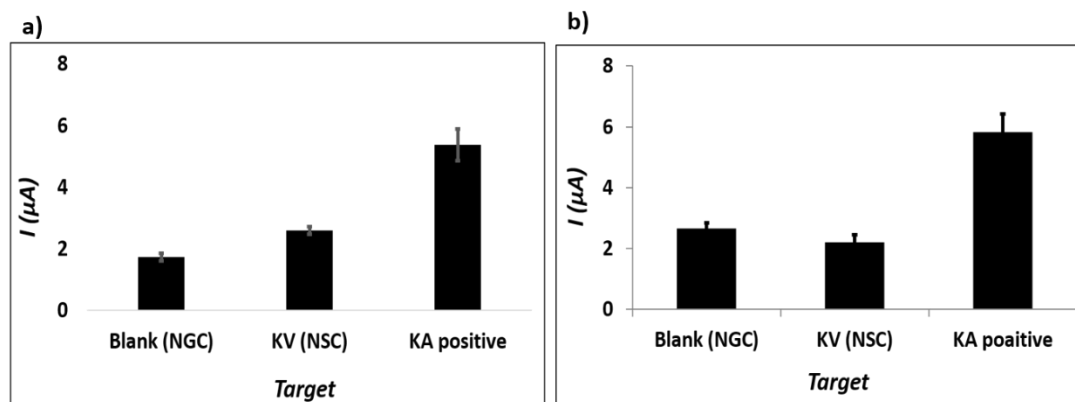 a)
8
6
4
2
0
I (μA)
Blank (NGC) KV (NSC) KA positive
Target
b)
8
6
4
2
0
I (μA)
Blank (NGC) KV (NSC) KA poaitive
Target